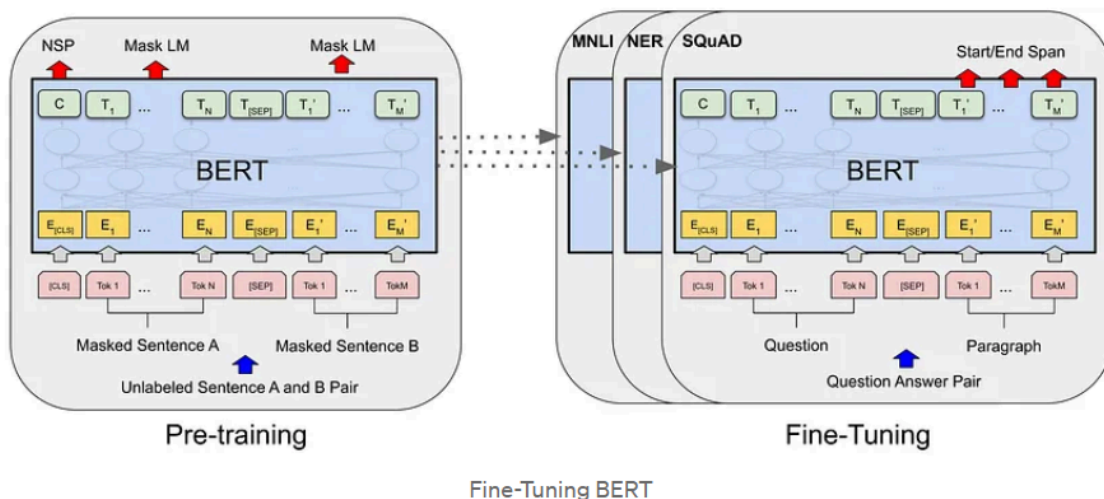 NSP Mask LM Mask LM
C T1 ... TN T[SEP] T1' ... TM'
BERT
E[CLS] E1 ... EN E[SEP] E1' ... EM'
[CLS] Tok 1 ... Tok N [SEP] Tok 1 ... TokM
Masked Sentence A Masked Sentence B
Unlabeled Sentence A and B Pair
Pre-training
MNLI NER SQuAD
Start/End Span
C T1 ... TN T[SEP] T1' ... TM'
BERT
E[CLS] E1 ... EN E[SEP] E1' ... EM'
[CLS] Tok 1 ... Tok N [SEP] Tok 1 ... TokM
Question Paragraph
Question Answer Pair
Fine-Tuning
Fine-Tuning BERT